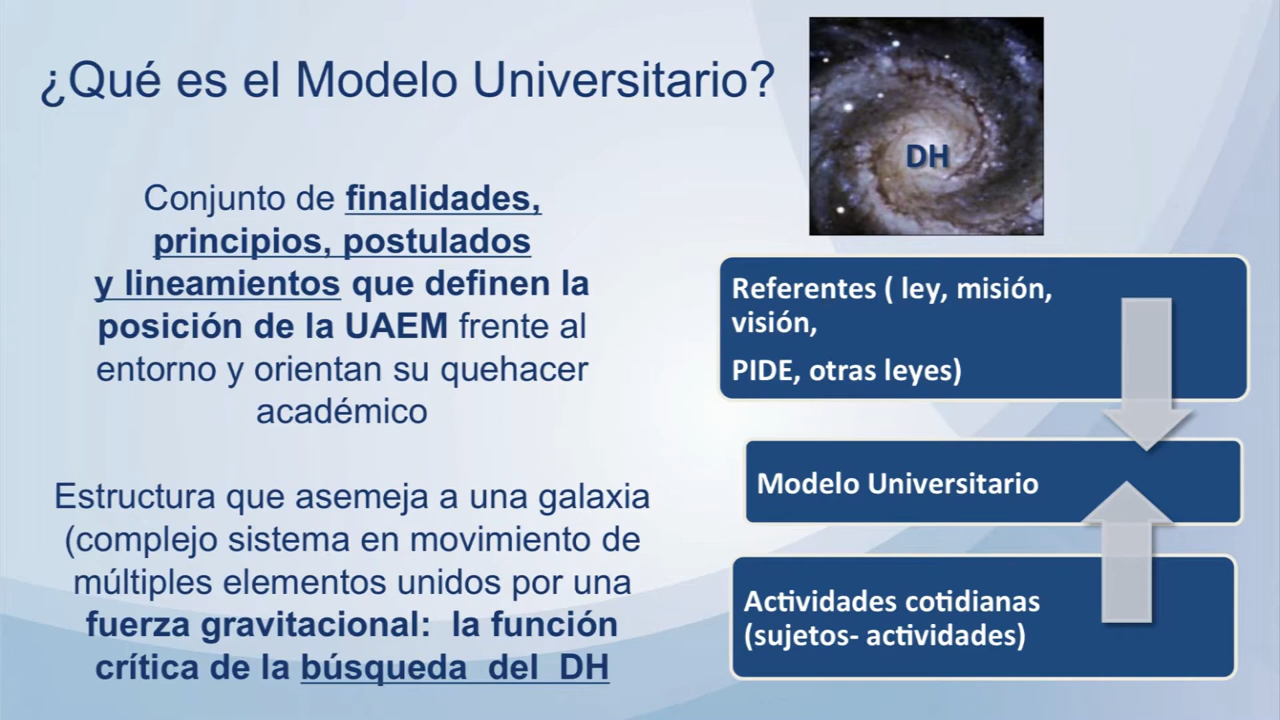 ¿Qué es el Modelo Universitario?
DH
Conjunto de finalidades,
principios, postulados
y lineamientos que definen la
posición de la UAEM frente al
entorno y orientan su quehacer
académico
Estructura que asemeja a una galaxia
(complejo sistema en movimiento de
múltiples elementos unidos por una
fuerza gravitacional: la función
crítica de la búsqueda del DH
Referentes ( ley, misión,
visión,
PIDE, otras leyes)
Modelo Universitario
Actividades cotidianas
(sujetos- actividades)